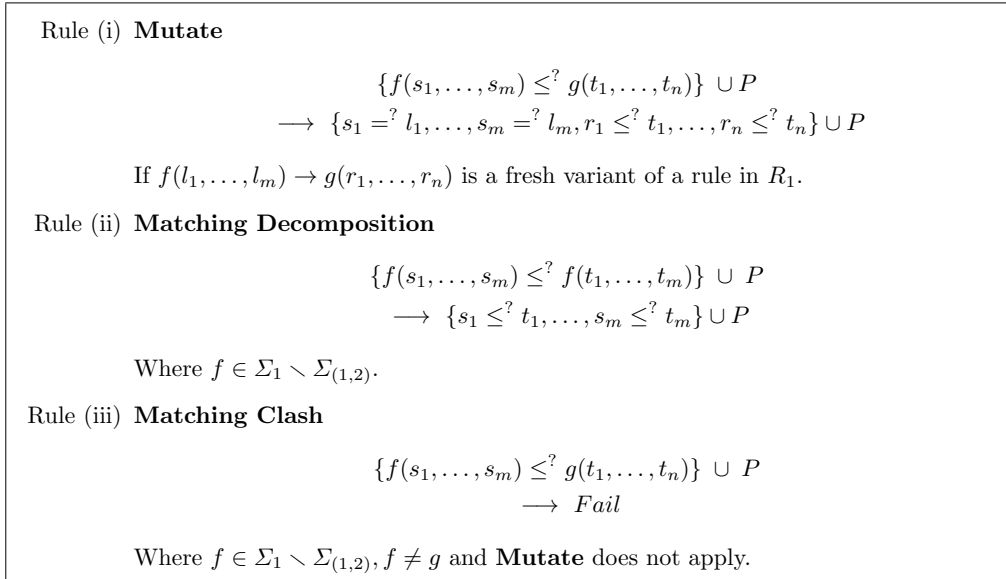 Rule (i) Mutate
{f(s₁, …, sₘ) ≤? g(t₁, …, tₙ)} ∪ P
⟶ {s₁ =? l₁, …, sₘ =? lₘ, r₁ ≤? t₁, …, rₙ ≤? tₙ} ∪ P
If f(l₁, …, lₘ) → g(r₁, …, rₙ) is a fresh variant of a rule in R₁.
Rule (ii) Matching Decomposition
{f(s₁, …, sₘ) ≤? f(t₁, …, tₘ)} ∪ P
⟶ {s₁ ≤? t₁, …, sₘ ≤? tₘ} ∪ P
Where f ∈ Σ₁ ∖ Σ₍₁,₂₎.
Rule (iii) Matching Clash
{f(s₁, …, sₘ) ≤? g(t₁, …, tₙ)} ∪ P
⟶ Fail
Where f ∈ Σ₁ ∖ Σ₍₁,₂₎, f ≠ g and Mutate does not apply.